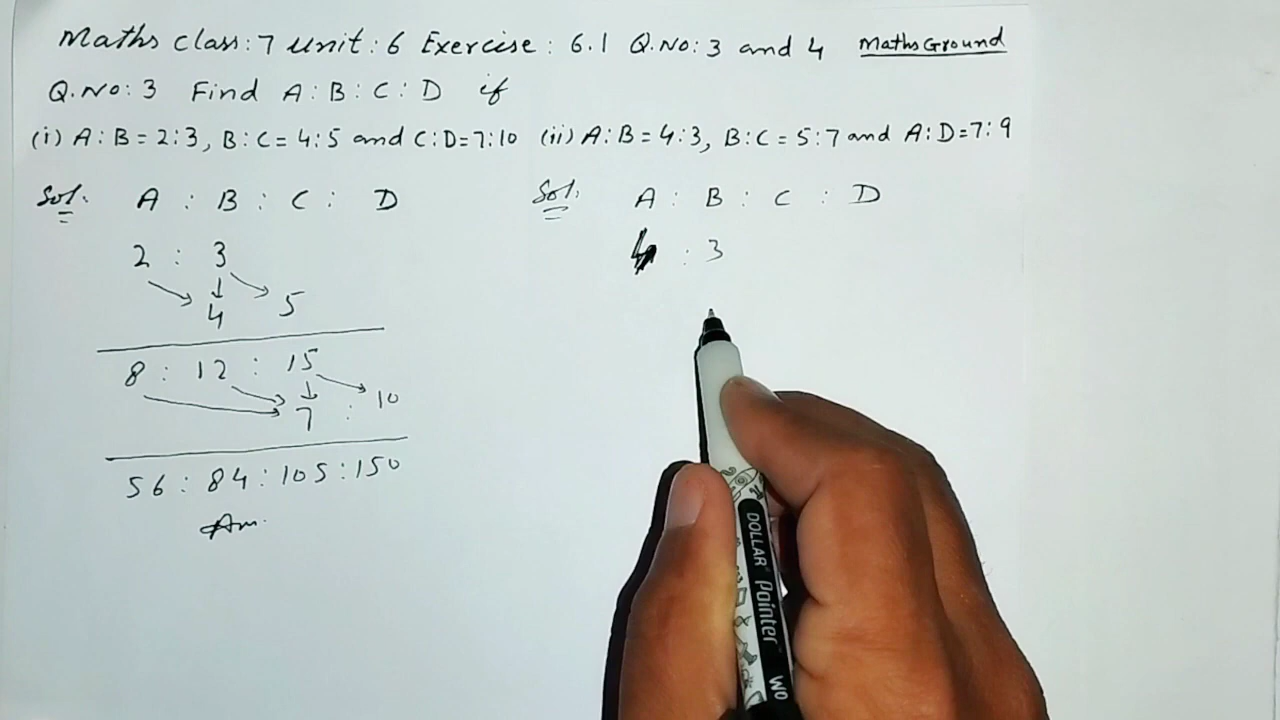 Maths Class: 7 Unit: 6 Exercise: 6.1 Q.No: 3 and 4 MathsGround
Q.No: 3 Find A : B : C : D if
(i) A:B=2:3, B:C=4:5 and C:D=7:10 (ii) A:B=4:3, B:C=5:7 and A:D=7:9
Sol. A : B : C : D
2 : 3
4 5
8 : 12 : 15
7 : 10
56 : 84 : 105 : 150
Ans.
Sol. A : B : C : D
4 : 3
DOLLAR Pointer